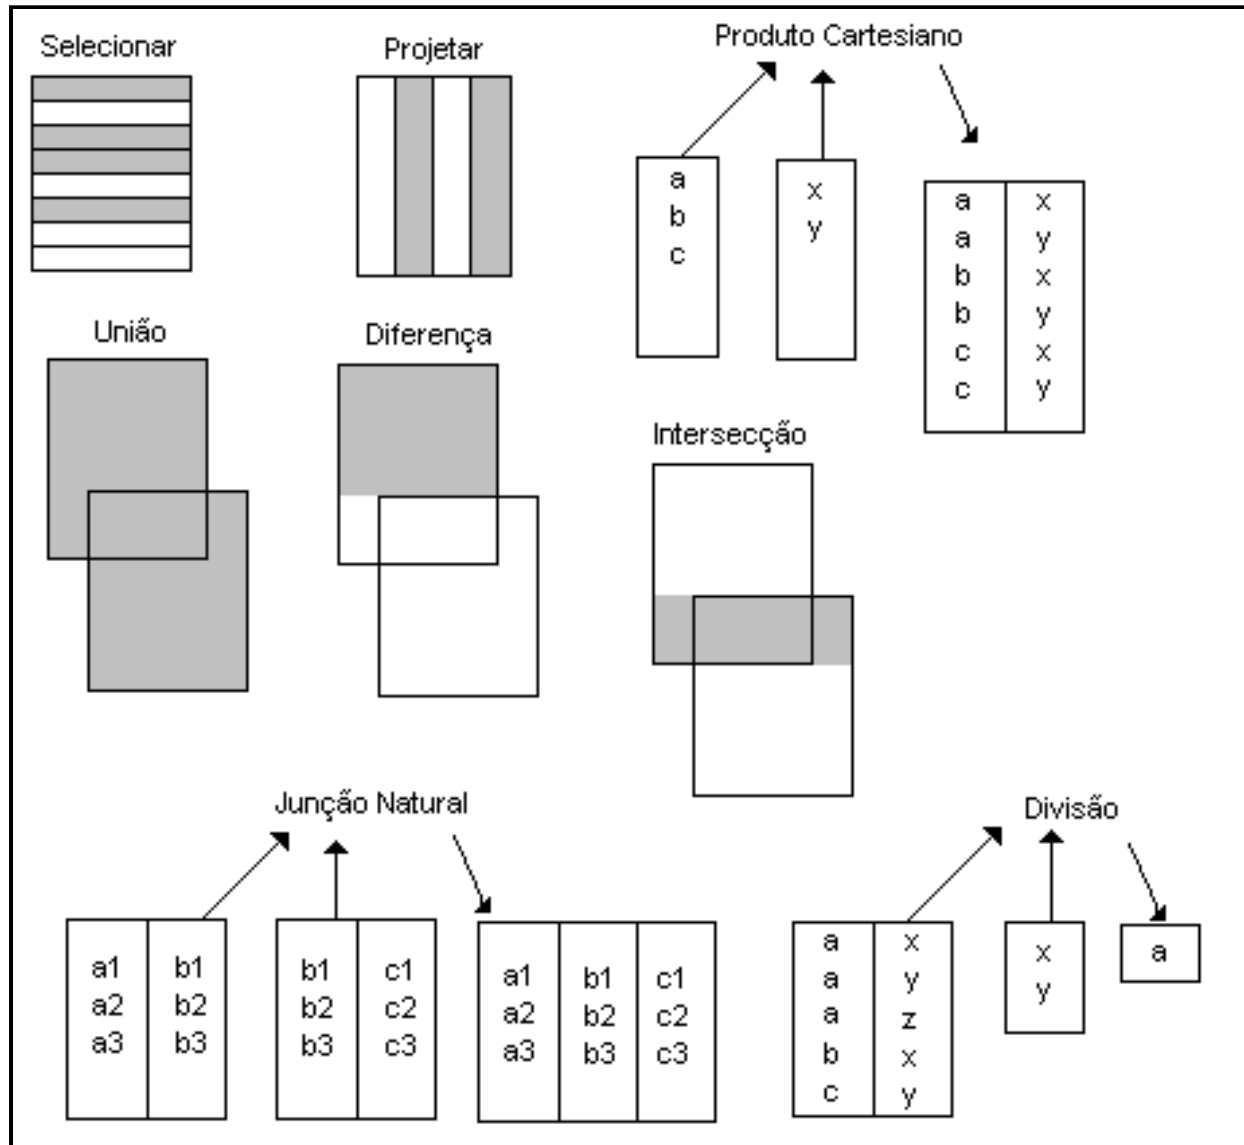 Selecionar
Projetar
Produto Cartesiano
a
b
c
x
y
a x
a y
b x
b y
c x
c y
União
Diferença
Intersecção
Junção Natural
a1 b1
a2 b2
a3 b3
b1 c1
b2 c2
b3 c3
a1 b1 c1
a2 b2 c2
a3 b3 c3
Divisão
a x
a y
a z
b x
c y
x
y
a